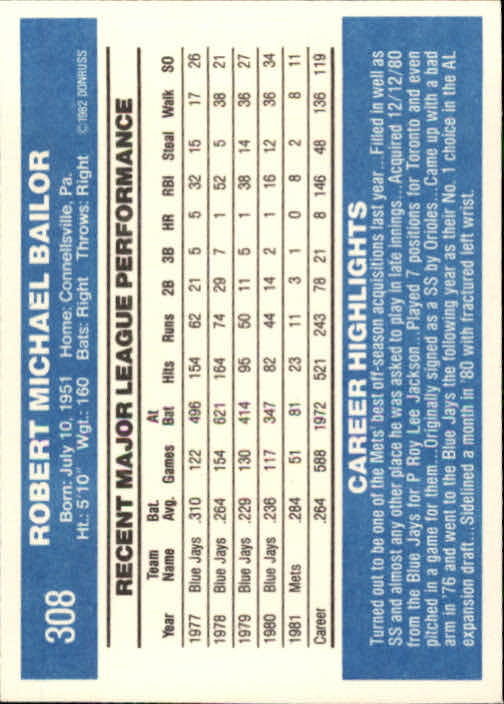 308 ROBERT MICHAEL BAILOR
Born: July 10, 1951 Home: Connellsville, Pa.
Ht.: 5'10" Wgt.: 160 Bats: Right Throws: Right ©1982 DONRUSS
RECENT MAJOR LEAGUE PERFORMANCE
Team Bat. At
Year Name Avg. Games Bat Hits Runs 2B 3B HR RBI Steal Walk SO
1977 Blue Jays .310 122 496 154 62 21 5 5 32 15 17 26
1978 Blue Jays .264 154 621 164 74 29 7 1 52 5 38 21
1979 Blue Jays .229 130 414 95 50 11 5 1 38 14 36 27
1980 Blue Jays .236 117 347 82 44 14 2 1 16 12 36 34
1981 Mets .284 51 81 23 11 3 1 0 8 2 8 11
Career .264 588 1972 521 243 78 21 8 146 48 136 119
CAREER HIGHLIGHTS
Turned out to be one of the Mets' best off-season acquisitions last year...Filled in well as
SS and almost any other place he was asked to play in late innings...Acquired 12/12/80
from the Blue Jays for P Roy Lee Jackson...Played 7 positions for Toronto and even
pitched in a game for them...Originally signed as a SS by Orioles...Came up with a bad
arm in '76 and went to the Blue Jays the following year as their No. 1 choice in the AL
expansion draft...Sidelined a month in '80 with fractured left wrist.